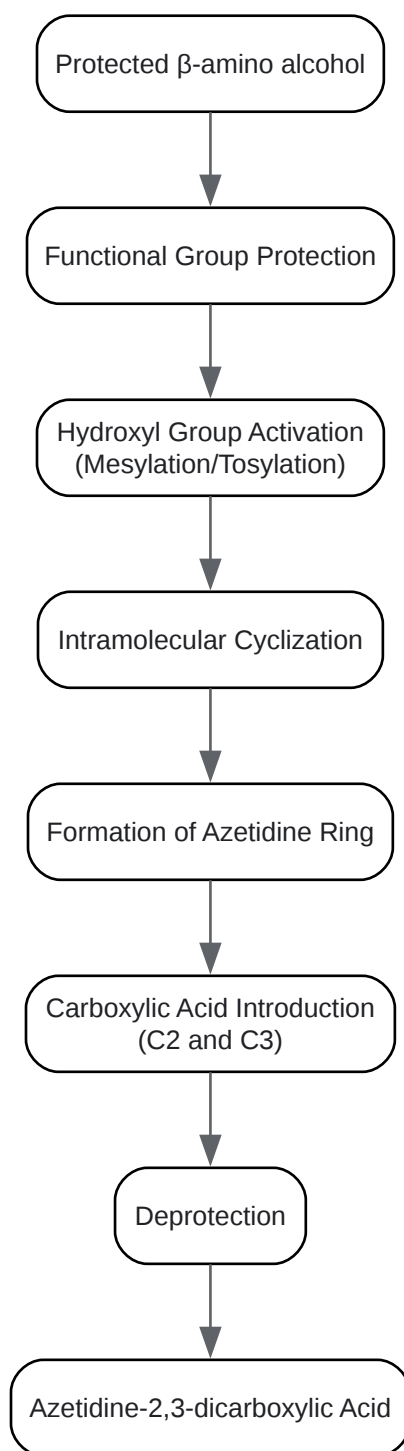 Protected β-amino alcohol
Functional Group Protection
Hydroxyl Group Activation
(Mesylation/Tosylation)
Intramolecular Cyclization
Formation of Azetidine Ring
Carboxylic Acid Introduction
(C2 and C3)
Deprotection
Azetidine-2,3-dicarboxylic Acid